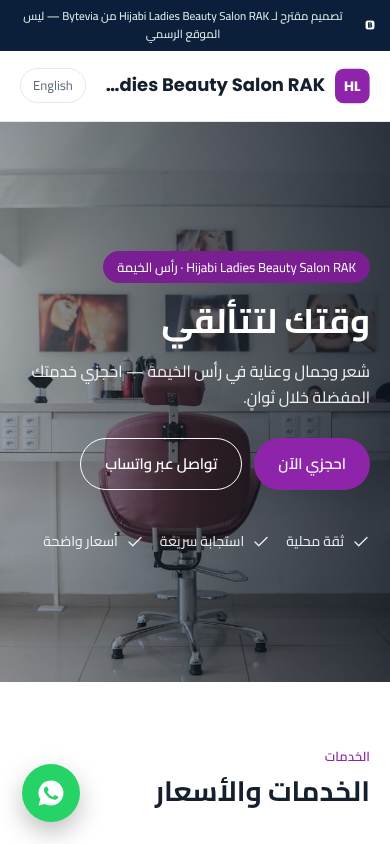 تصميم مقترح لـ Hijabi Ladies Beauty Salon RAK من Bytevia — ليس
الموقع الرسمي
HL
...dies Beauty Salon RAK
English
Hijabi Ladies Beauty Salon RAK · رأس الخيمة
وقتك لتتألقي
شعر وجمال وعناية في رأس الخيمة — احجزي خدمتك
المفضلة خلال ثوانٍ.
احجزي الآن
تواصل عبر واتساب
ثقة محلية
استجابة سريعة
أسعار واضحة
الخدمات
الخدمات والأسعار